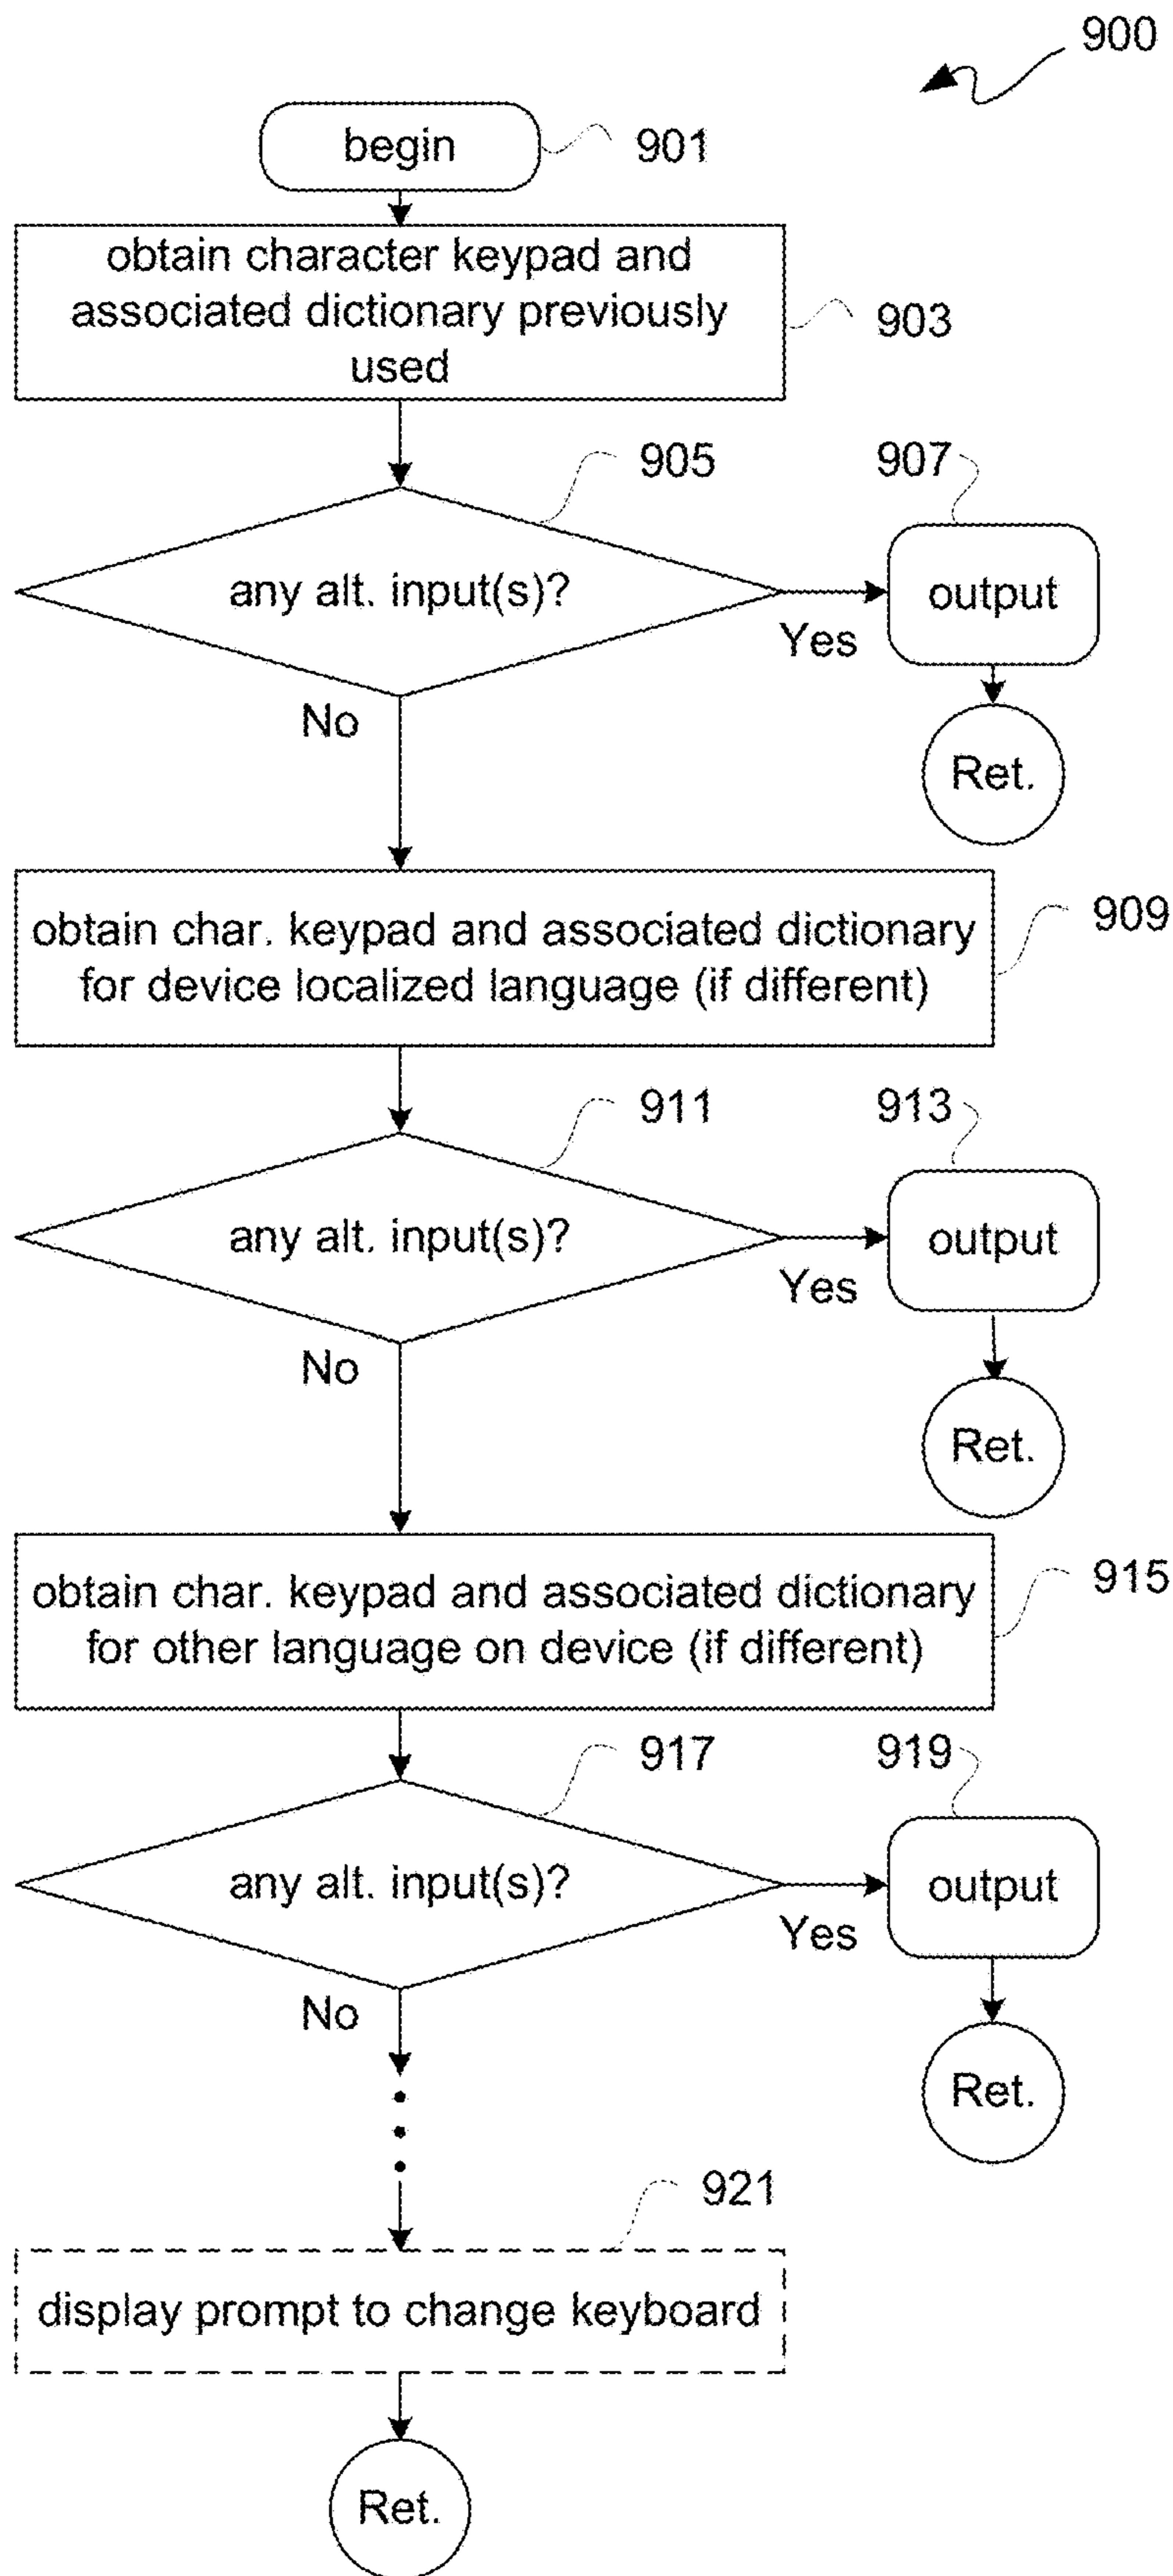 900
begin
901
obtain character keypad and
associated dictionary previously
used
903
905
907
any alt. input(s)?
Yes
output
No
Ret.
obtain char. keypad and associated dictionary
for device localized language (if different)
909
911
913
any alt. input(s)?
Yes
output
No
Ret.
obtain char. keypad and associated dictionary
for other language on device (if different)
915
917
919
any alt. input(s)?
Yes
output
No
Ret.
921
display prompt to change keyboard
Ret.